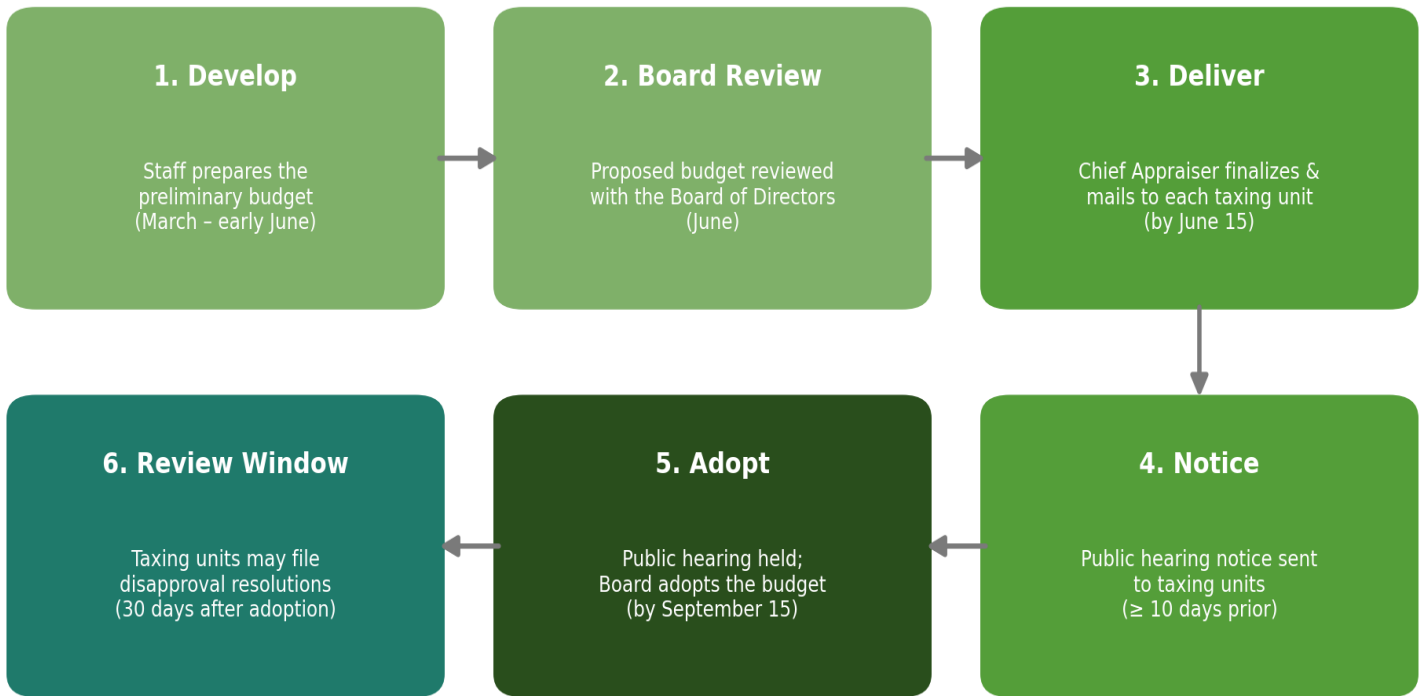 1. Develop
Staff prepares the
preliminary budget
(March – early June)
2. Board Review
Proposed budget reviewed
with the Board of Directors
(June)
3. Deliver
Chief Appraiser finalizes &
mails to each taxing unit
(by June 15)
4. Notice
Public hearing notice sent
to taxing units
(≥ 10 days prior)
5. Adopt
Public hearing held;
Board adopts the budget
(by September 15)
6. Review Window
Taxing units may file
disapproval resolutions
(30 days after adoption)